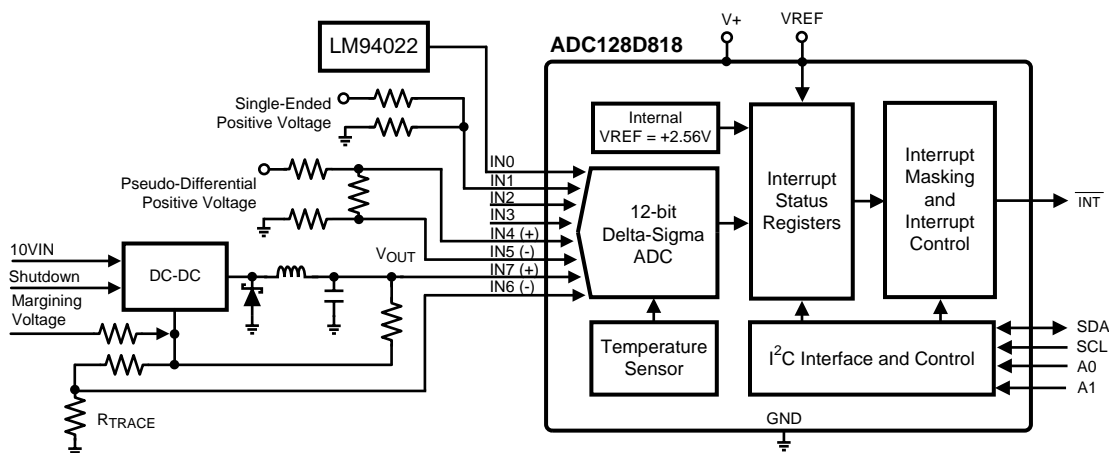 V+
VREF
LM94022
ADC128D818
Single-Ended
Positive Voltage
Internal
VREF = +2.56V
Pseudo-Differential
Positive Voltage
IN0
IN1
IN2
IN3
IN4 (+)
IN5 (-)
IN7 (+)
IN6 (-)
12-bit
Delta-Sigma
ADC
Interrupt
Status
Registers
Interrupt
Masking
and
Interrupt
Control
INT
10VIN
Shutdown
Margining
Voltage
DC-DC
VOUT
Temperature
Sensor
I2C Interface and Control
SDA
SCL
A0
A1
RTRACE
GND